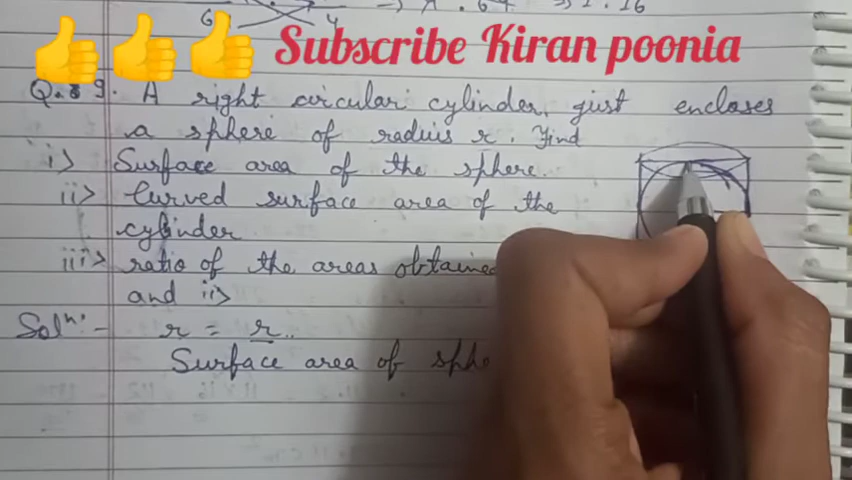 Subscribe Kiran poonia
Q. 9. A right circular cylinder, just encloses
a sphere of radius r. Find
i> Surface area of the sphere.
ii> Curved surface area of the
cylinder
iii> ratio of the areas obtained
and ii>
Solⁿ:- r = r.
Surface area of sphe